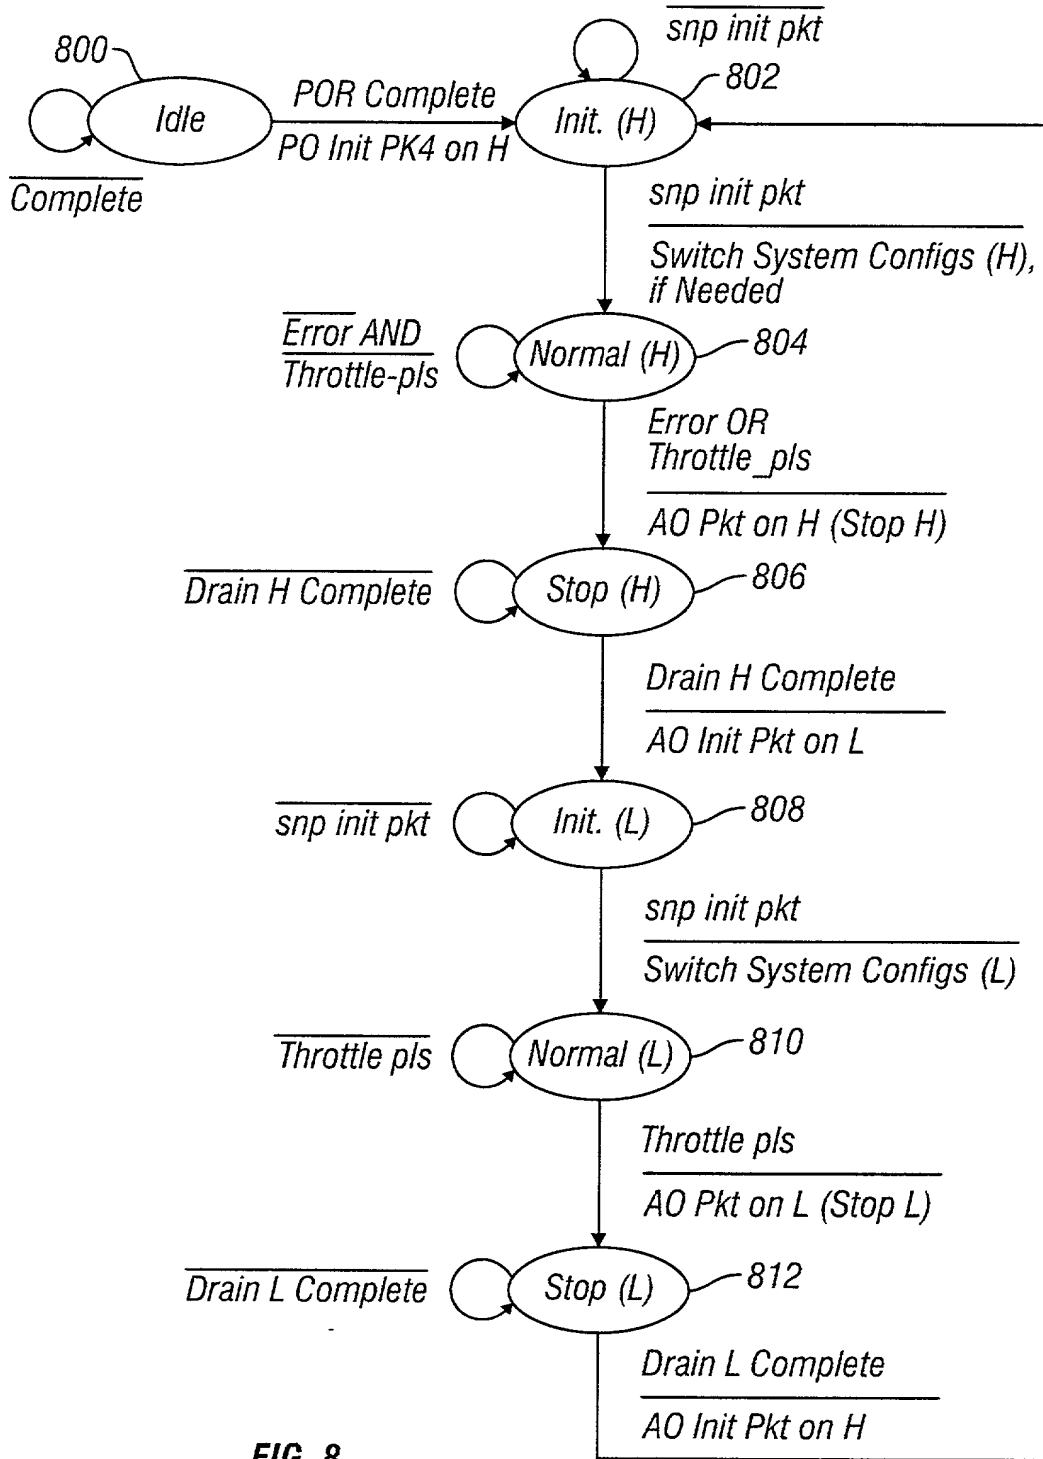 snp init pkt
800
802
Idle
POR Complete
PO Init PK4 on H
Init. (H)
Complete
snp init pkt
Switch System Configs (H),
if Needed
Error AND
Throttle-pls
Normal (H)
804
Error OR
Throttle_pls
AO Pkt on H (Stop H)
Drain H Complete
Stop (H)
806
Drain H Complete
AO Init Pkt on L
snp init pkt
Init. (L)
808
snp init pkt
Switch System Configs (L)
Throttle pls
Normal (L)
810
Throttle pls
AO Pkt on L (Stop L)
Drain L Complete
Stop (L)
812
Drain L Complete
AO Init Pkt on H
FIG. 8